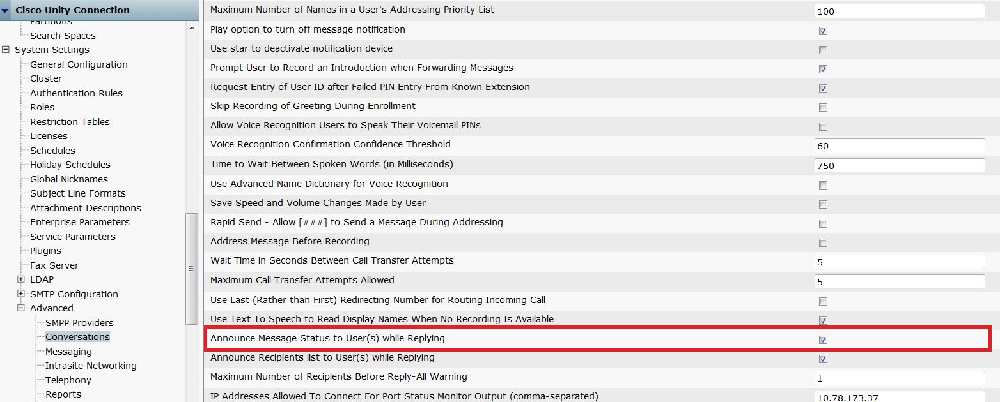 Cisco Unity Connection
Partitions
Search Spaces
System Settings
General Configuration
Cluster
Authentication Rules
Roles
Restriction Tables
Licenses
Schedules
Holiday Schedules
Global Nicknames
Subject Line Formats
Attachment Descriptions
Enterprise Parameters
Service Parameters
Plugins
Fax Server
LDAP
SMTP Configuration
Advanced
SMPP Providers
Conversations
Messaging
Intrasite Networking
Telephony
Reports
Maximum Number of Names in a User's Addressing Priority List 100
Play option to turn off message notification
Use star to deactivate notification device
Prompt User to Record an Introduction when Forwarding Messages
Request Entry of User ID after Failed PIN Entry From Known Extension
Skip Recording of Greeting During Enrollment
Allow Voice Recognition Users to Speak Their Voicemail PINs
Voice Recognition Confirmation Confidence Threshold 60
Time to Wait Between Spoken Words (in Milliseconds) 750
Use Advanced Name Dictionary for Voice Recognition
Save Speed and Volume Changes Made by User
Rapid Send - Allow [###] to Send a Message During Addressing
Address Message Before Recording
Wait Time in Seconds Between Call Transfer Attempts 5
Maximum Call Transfer Attempts Allowed 5
Use Last (Rather than First) Redirecting Number for Routing Incoming Call
Use Text To Speech to Read Display Names When No Recording Is Available
Announce Message Status to User(s) while Replying
Announce Recipients list to User(s) while Replying
Maximum Number of Recipients Before Reply-All Warning 1
IP Addresses Allowed To Connect For Port Status Monitor Output (comma-separated) 10.78.173.37